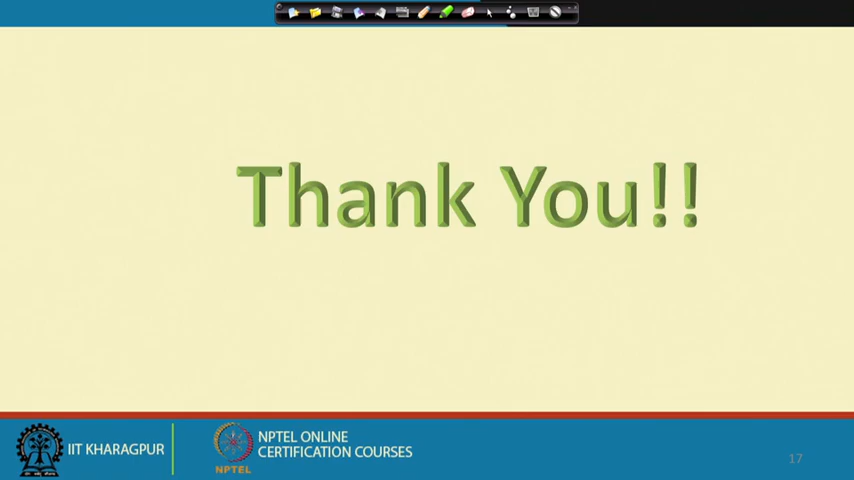 Thank You!!
IIT KHARAGPUR
NPTEL
NPTEL ONLINE
CERTIFICATION COURSES
17